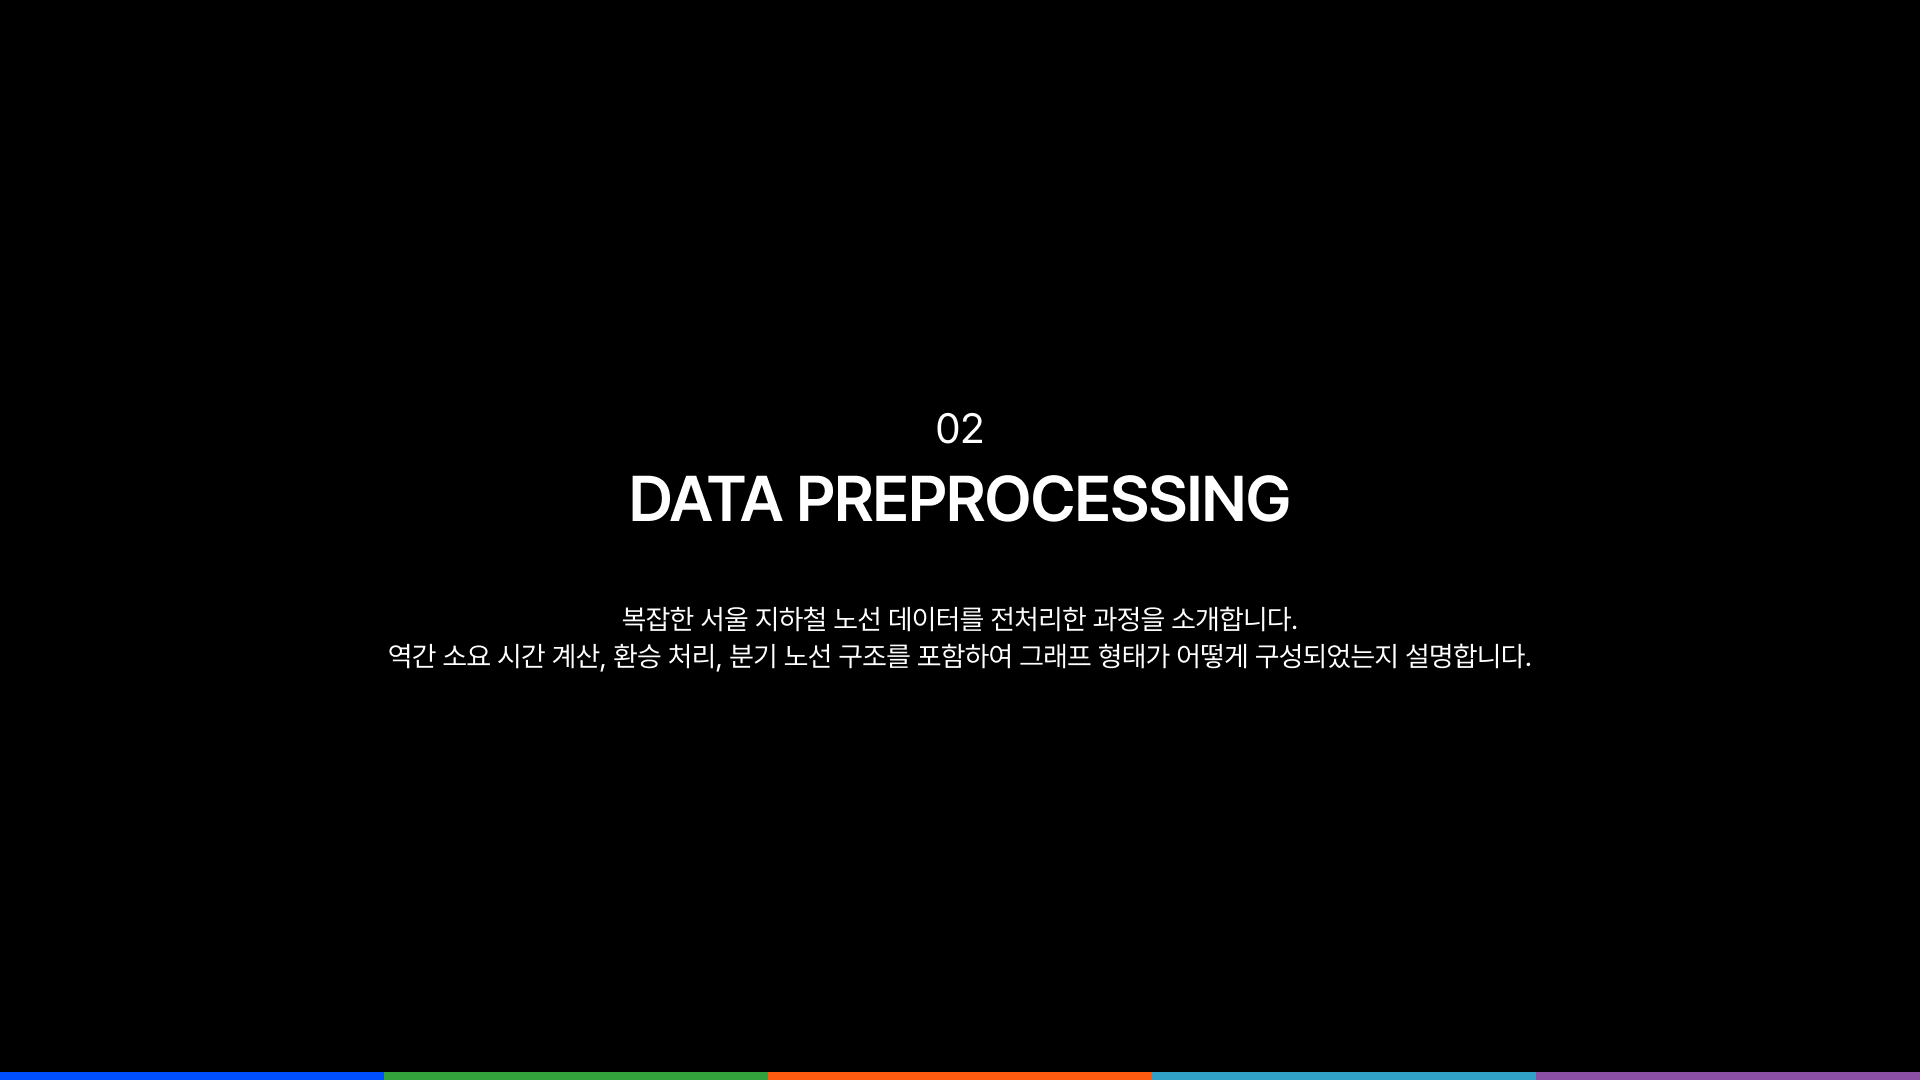 02
DATA PREPROCESSING
복잡한 서울 지하철 노선 데이터를 전처리한 과정을 소개합니다.
역간 소요 시간 계산, 환승 처리, 분기 노선 구조를 포함하여 그래프 형태가 어떻게 구성되었는지 설명합니다.